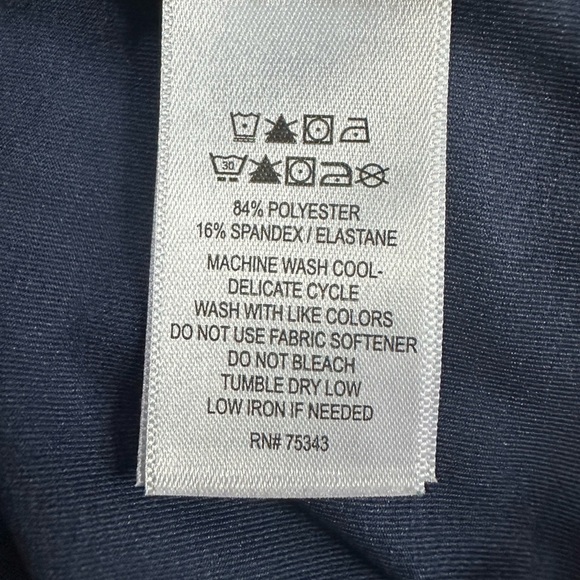 30
84% POLYESTER
16% SPANDEX / ELASTANE
MACHINE WASH COOL-
DELICATE CYCLE
WASH WITH LIKE COLORS
DO NOT USE FABRIC SOFTENER
DO NOT BLEACH
TUMBLE DRY LOW
LOW IRON IF NEEDED
RN# 75343